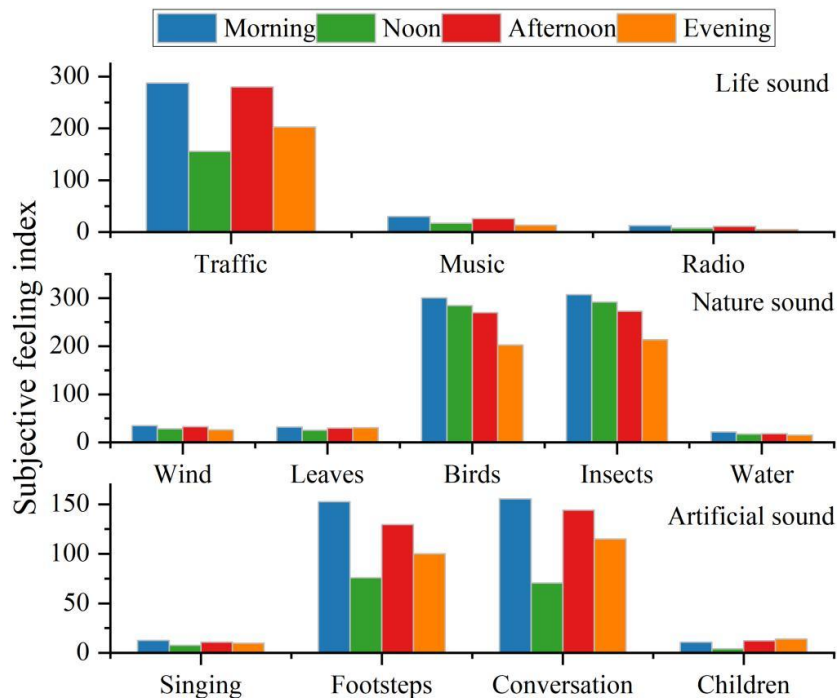 Morning Noon Afternoon Evening
Subjective feeling index
Life sound
300
200
100
0
Traffic Music Radio
Nature sound
300
200
100
0
Wind Leaves Birds Insects Water
Artificial sound
150
100
50
0
Singing Footsteps Conversation Children